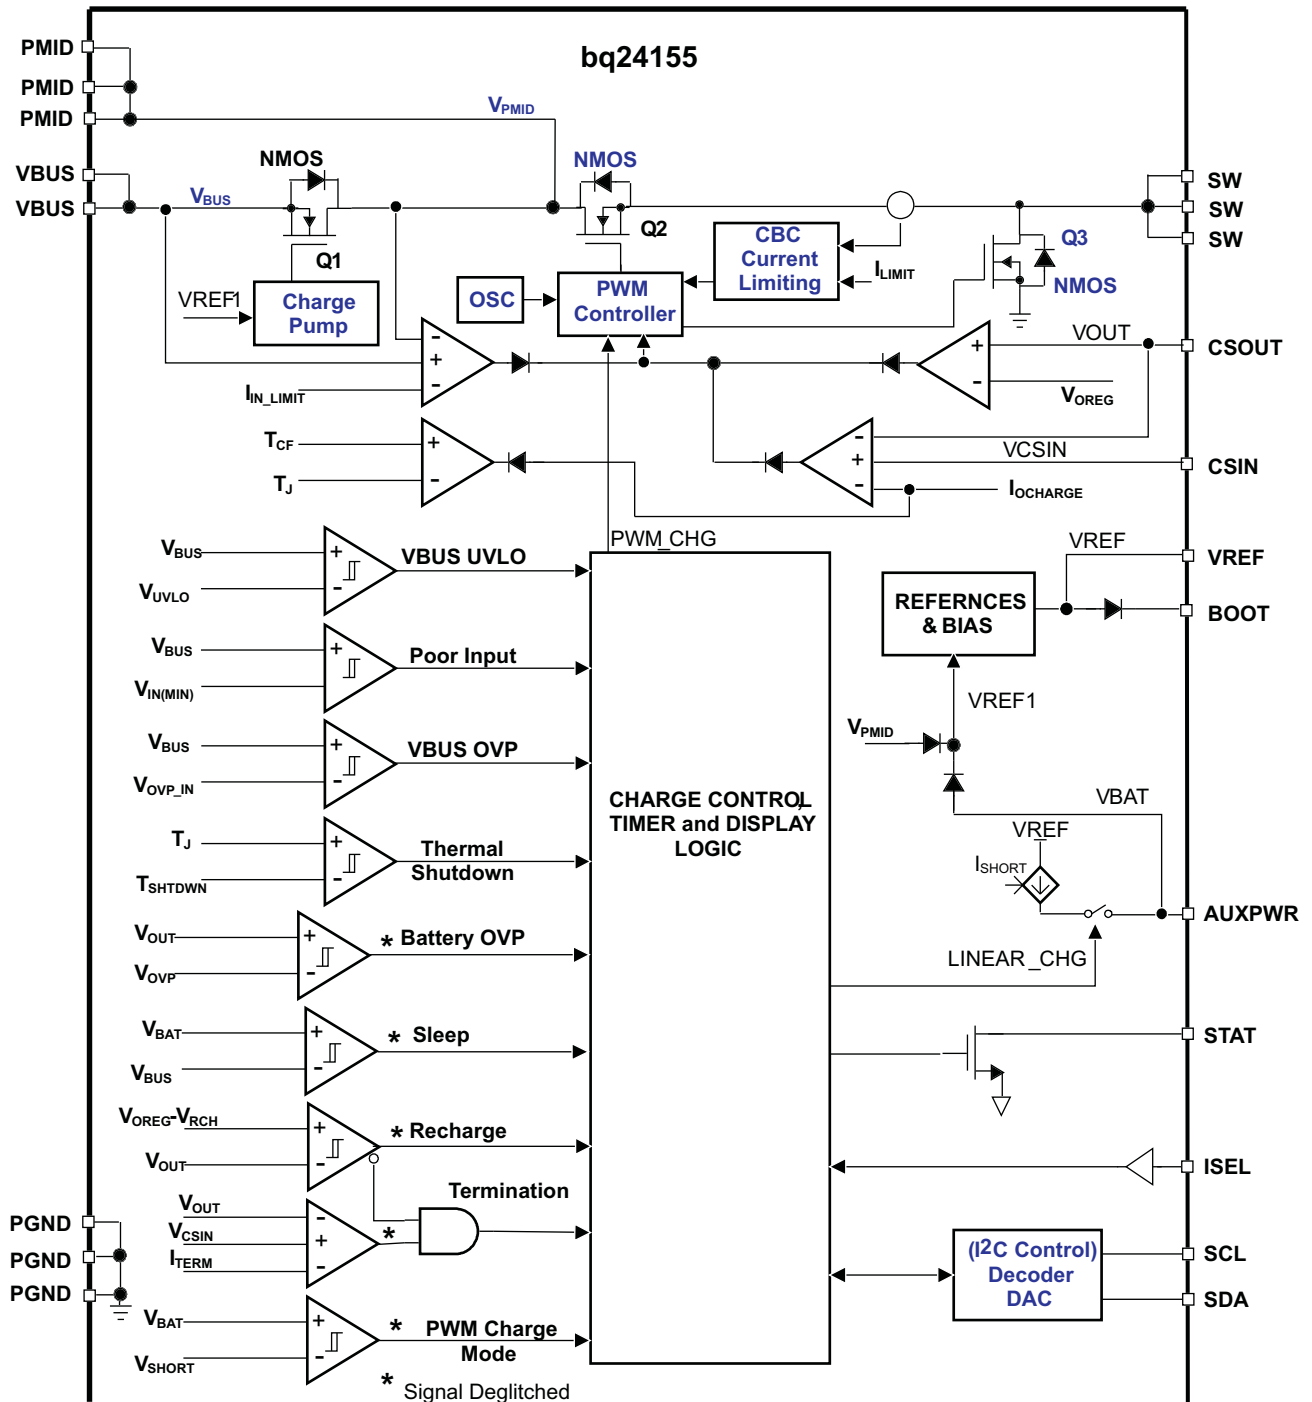 bq24155
PMID
PMID
PMID
VPMID
VBUS
VBUS
VBUS
NMOS
Q1
NMOS
Q2
SW
SW
SW
VREF1
Charge
Pump
OSC
PWM
Controller
CBC
Current
Limiting
ILIMIT
Q3
NMOS
IIN_LIMIT
VOUT
CSOUT
VOREG
TCF
TJ
VCSIN
CSIN
IOCHARGE
PWM_CHG
VBUS
VUVLO
VBUS UVLO
VREF
VREF
REFERNCES
& BIAS
BOOT
VBUS
VIN(MIN)
Poor Input
VREF1
VPMID
VBUS
VOVP_IN
VBUS OVP
CHARGE CONTROL,
TIMER and DISPLAY
LOGIC
VBAT
VREF
ISHORT
TJ
TSHTDWN
Thermal
Shutdown
AUXPWR
VOUT
VOVP
* Battery OVP
LINEAR_CHG
VBAT
VBUS
* Sleep
STAT
VOREG-VRCH
VOUT
* Recharge
ISEL
Termination
VOUT
VCSIN
ITERM
*
PGND
PGND
PGND
(I2C Control)
Decoder
DAC
SCL
SDA
VBAT
VSHORT
* PWM Charge
Mode
* Signal Deglitched